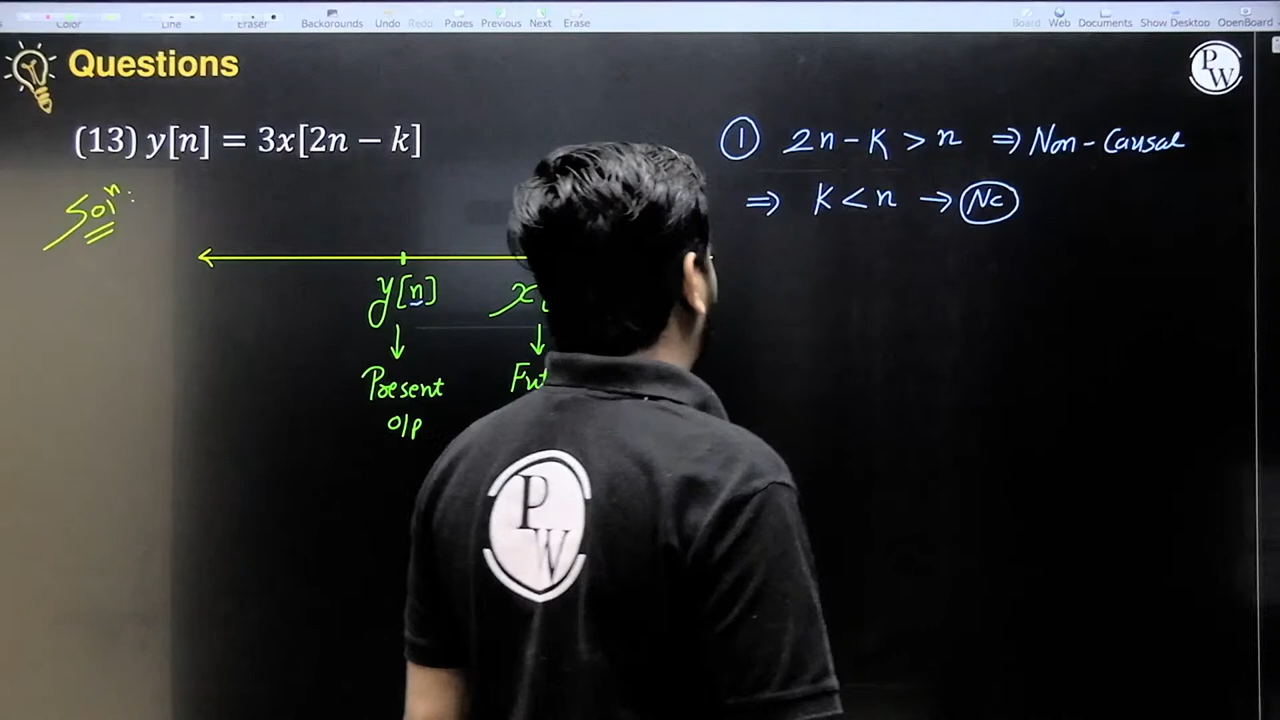 Color Line Eraser Backgrounds Undo Redo Pages Previous Next Erase Board Web Documents Show Desktop OpenBoard
Questions
PW
(13) y[n] = 3x[2n − k]
Solⁿ:
y[n]
Present
o/p
① 2n-K > n ⇒ Non-Causal
⇒ K < n → NC
PW